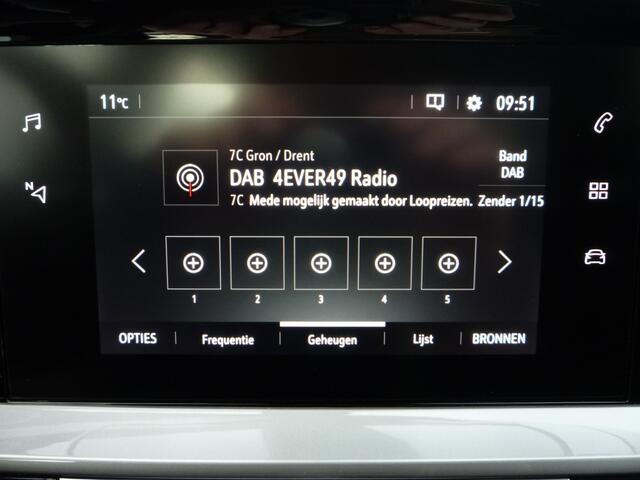 11°C
09:51
N
7C Gron / Drent
DAB 4EVER49 Radio
7C Mede mogelijk gemaakt door Loopreizen. Zender 1/15
Band
DAB
1 2 3 4 5
OPTIES Frequentie Geheugen Lijst BRONNEN